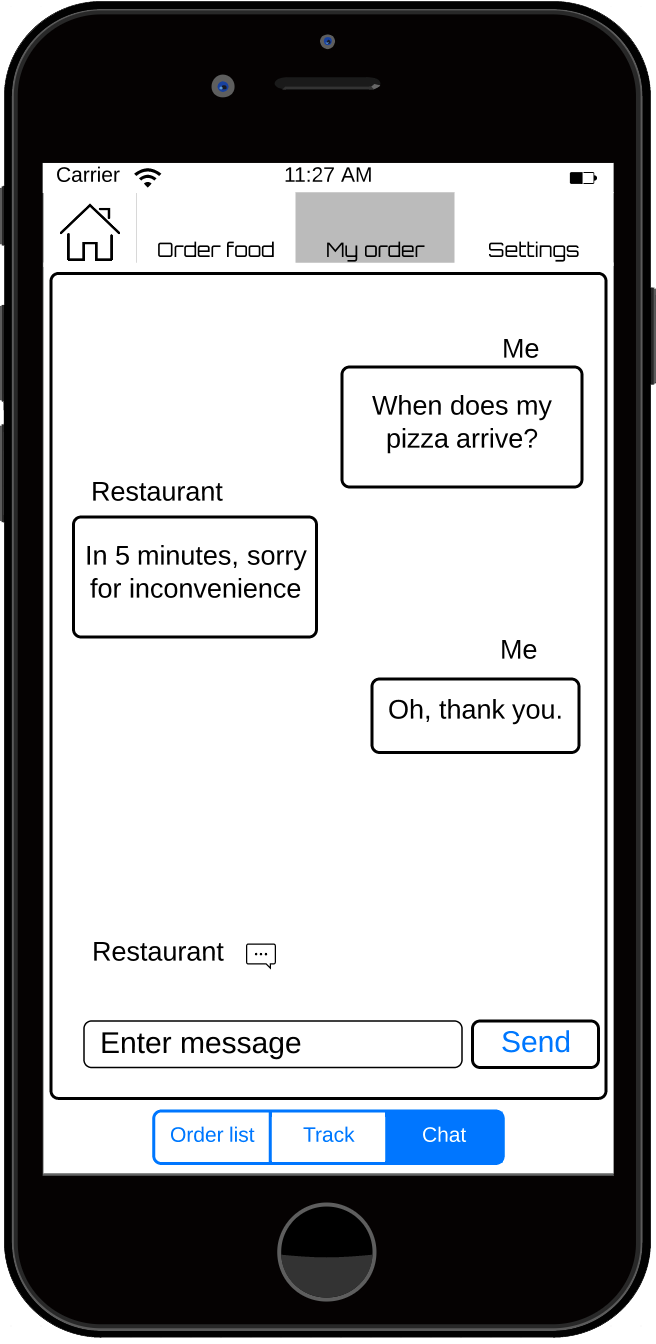 Carrier 11:27 AM
Order food My order Settings
Me
When does my
pizza arrive?
Restaurant
In 5 minutes, sorry
for inconvenience
Me
Oh, thank you.
Restaurant
Enter message Send
Order list Track Chat